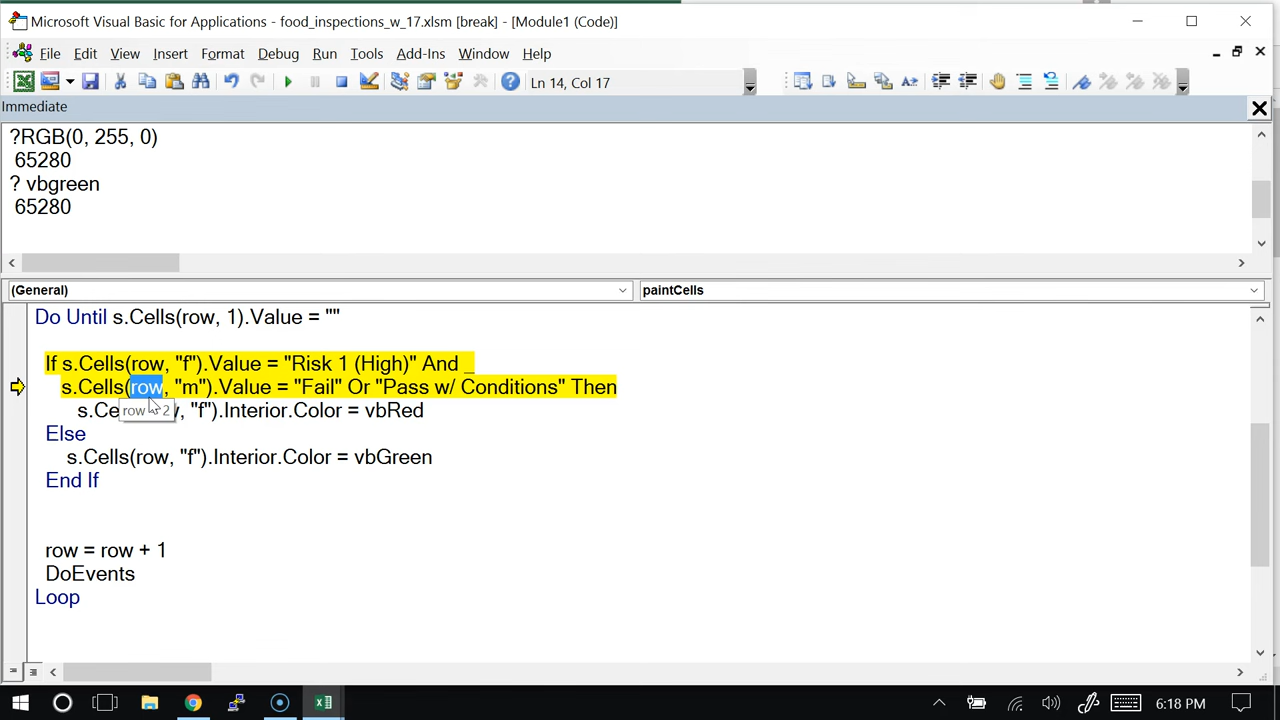 Microsoft Visual Basic for Applications - food_inspections_w_17.xlsm [break] - [Module1 (Code)]
File Edit View Insert Format Debug Run Tools Add-Ins Window Help
Ln 14, Col 17
Immediate
?RGB(0, 255, 0)
65280
? vbgreen
65280
(General) paintCells
Do Until s.Cells(row, 1).Value = ""
If s.Cells(row, "f").Value = "Risk 1 (High)" And _
s.Cells(row, "m").Value = "Fail" Or "Pass w/ Conditions" Then
s.Ce , "f").Interior.Color = vbRed
row = 2
Else
s.Cells(row, "f").Interior.Color = vbGreen
End If
row = row + 1
DoEvents
Loop
6:18 PM